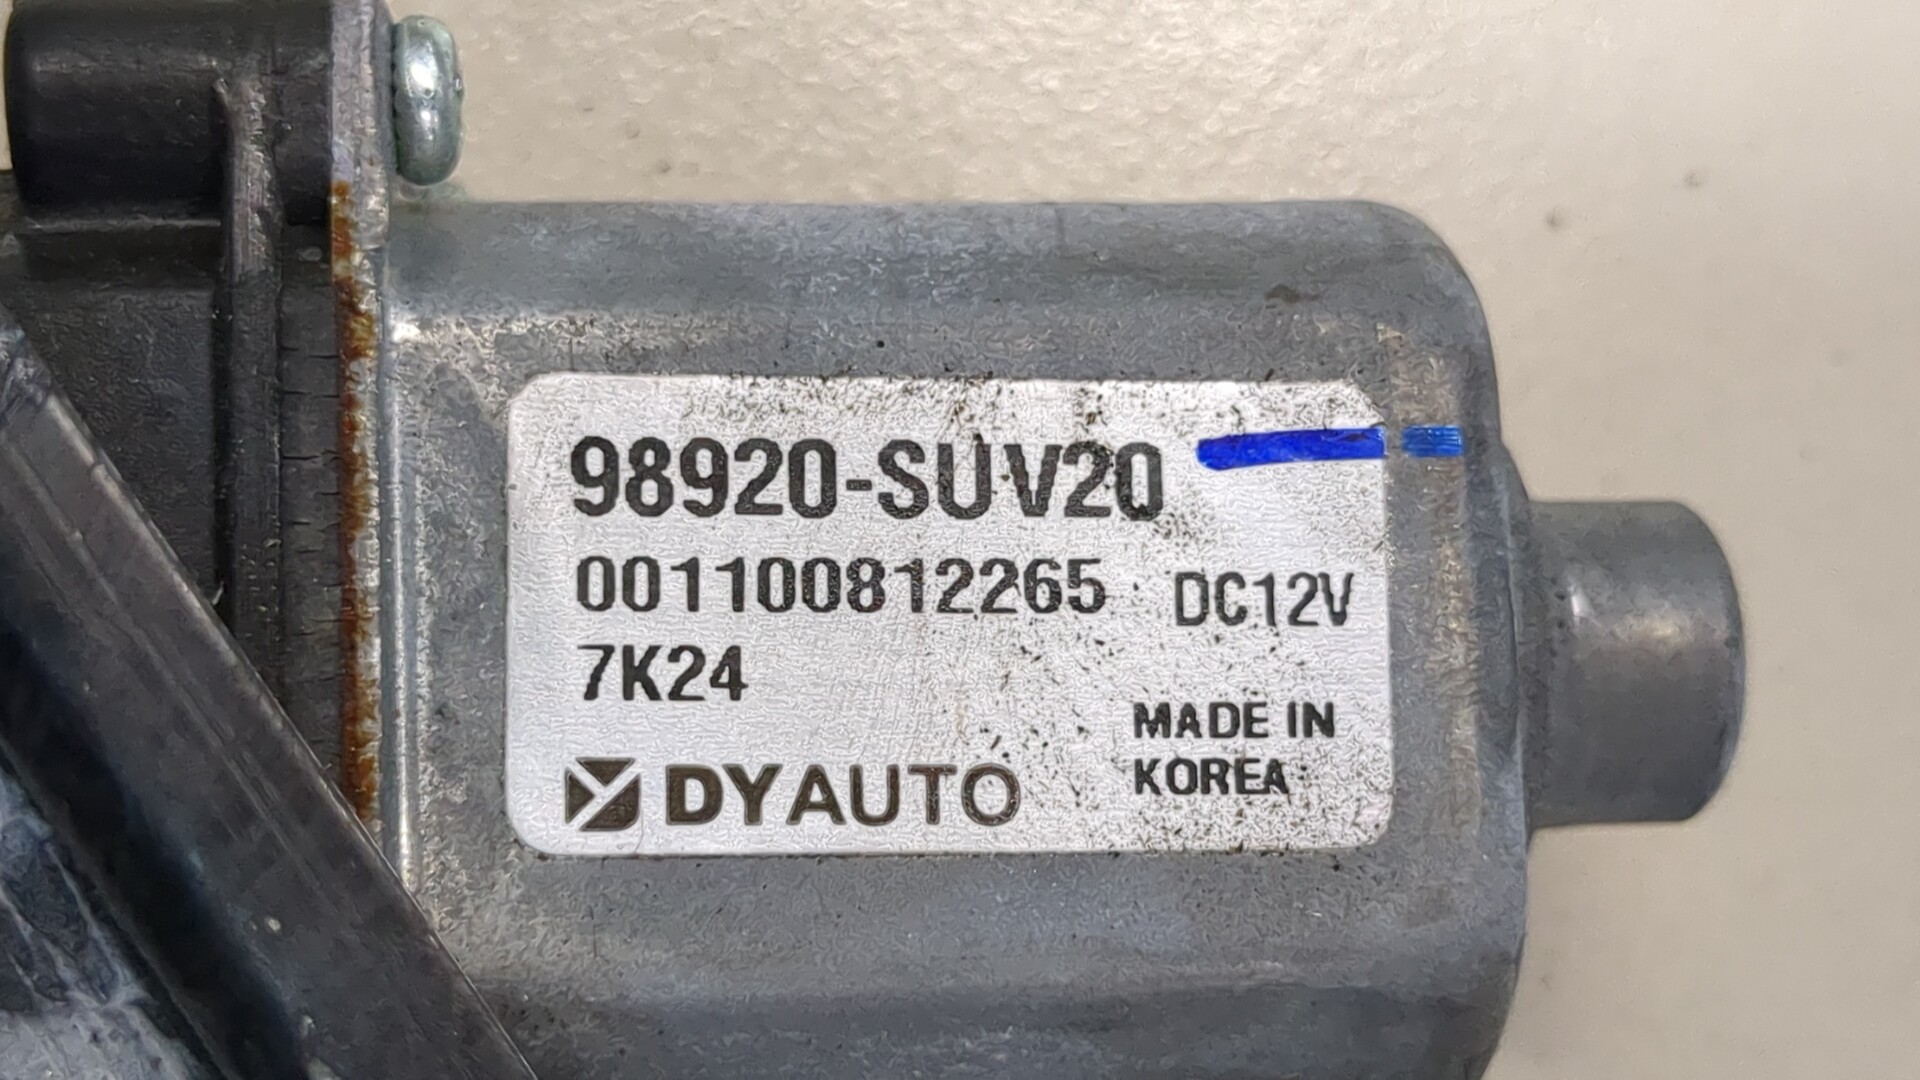 98920-SUV20
001100812265 DC12V
7K24
MADE IN
KOREA
DYAUTO